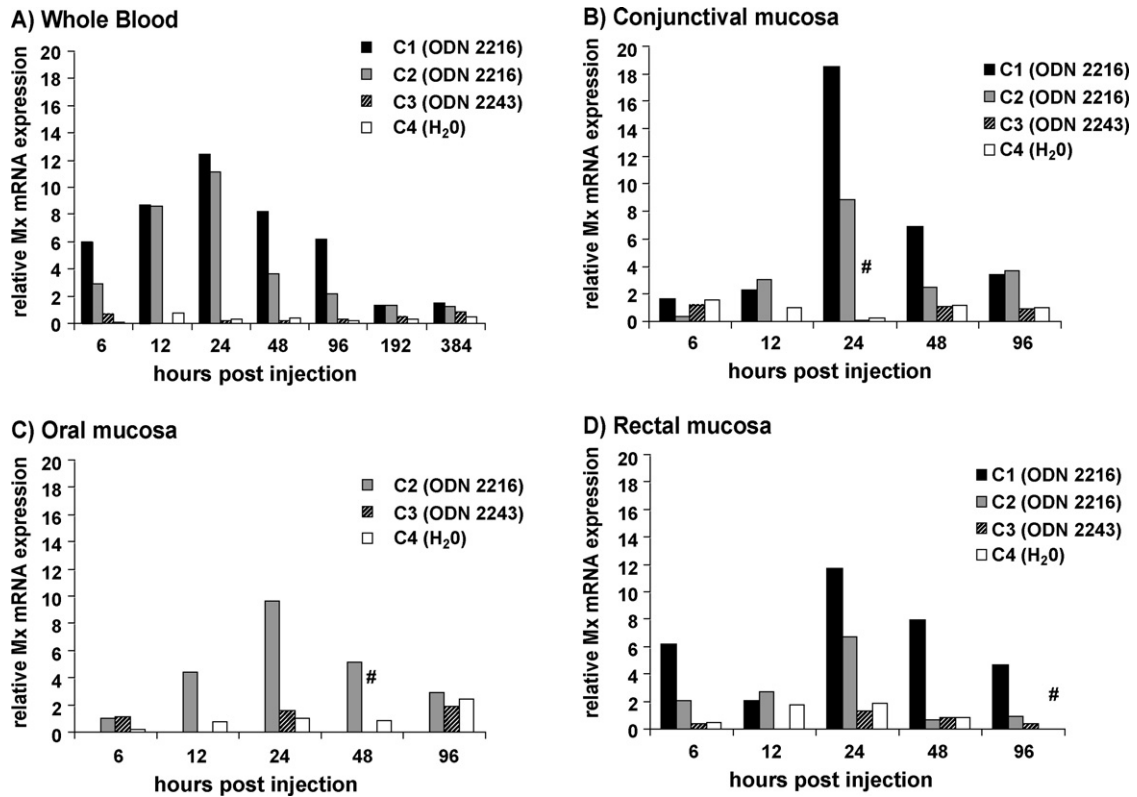 A) Whole Blood
relative Mx mRNA expression
20
18
16
14
12
10
8
6
4
2
0
C1 (ODN 2216)
C2 (ODN 2216)
C3 (ODN 2243)
C4 (H₂0)
6 12 24 48 96 192 384
hours post injection
B) Conjunctival mucosa
relative Mx mRNA expression
20
18
16
14
12
10
8
6
4
2
0
C1 (ODN 2216)
C2 (ODN 2216)
C3 (ODN 2243)
C4 (H₂0)
#
6 12 24 48 96
hours post injection
C) Oral mucosa
relative Mx mRNA expression
20
18
16
14
12
10
8
6
4
2
0
C2 (ODN 2216)
C3 (ODN 2243)
C4 (H₂0)
#
6 12 24 48 96
hours post injection
D) Rectal mucosa
relative Mx mRNA expression
20
18
16
14
12
10
8
6
4
2
0
C1 (ODN 2216)
C2 (ODN 2216)
C3 (ODN 2243)
C4 (H₂0)
#
6 12 24 48 96
hours post injection